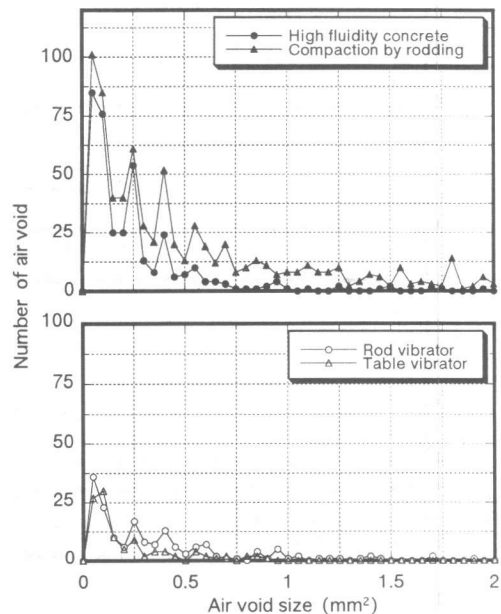 High fluidity concrete
Compaction by rodding
100
75
50
25
0
Number of air void
Rod vibrator
Table vibrator
100
75
50
25
0
0
0.5
1
1.5
2
Air void size (mm²)